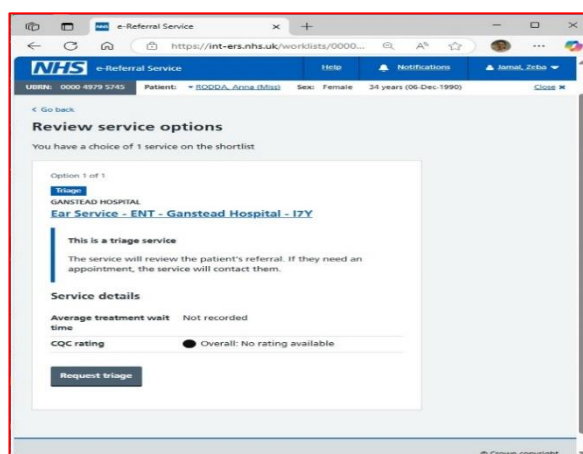 e-Referral Service
https://int-ers.nhs.uk/worklists/0000...
NHS e-Referral Service Help Notifications Jamal, Zeba
UBRN: 0000 4979 5745 Patient: RODDA, Anna (Miss) Sex: Female 34 years (06-Dec-1990) Close
Go back
Review service options
You have a choice of 1 service on the shortlist
Option 1 of 1
Triage
GANSTEAD HOSPITAL
Ear Service - ENT - Ganstead Hospital - I7Y
This is a triage service
The service will review the patient's referral. If they need an
appointment, the service will contact them.
Service details
Average treatment wait Not recorded
time
CQC rating Overall: No rating available
Request triage
© Crown copyright